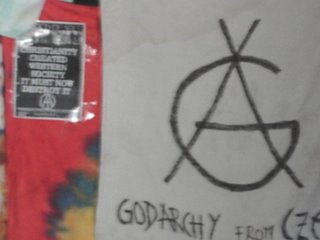 CHRISTIANITY
CREATED
WESTERN
SOCIETY
IT MUST NOW
DESTROY IT
GODARCHY FROM